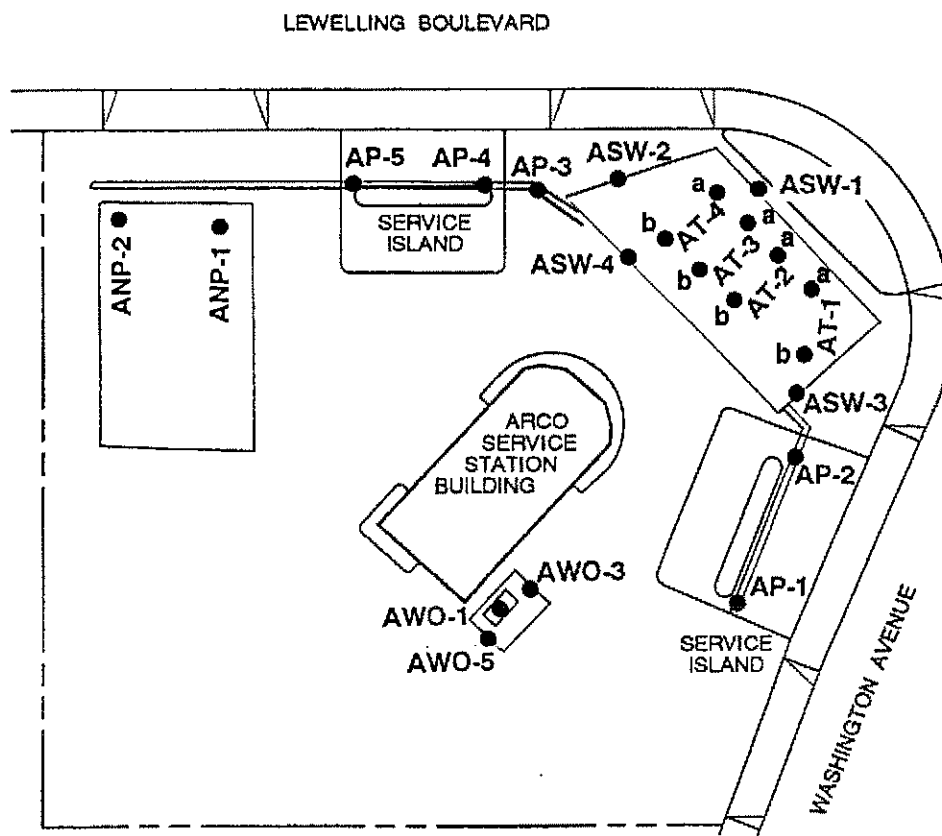 LEWELLING BOULEVARD
AP-5
AP-4
AP-3
ASW-2
ASW-1
a
a
a
a
b
b
b
b
AT-4
AT-3
AT-2
AT-1
ANP-2
ANP-1
SERVICE
ISLAND
ASW-4
ASW-3
ARCO
SERVICE
STATION
BUILDING
AP-2
AWO-3
AWO-1
AWO-5
AP-1
SERVICE
ISLAND
WASHINGTON AVENUE